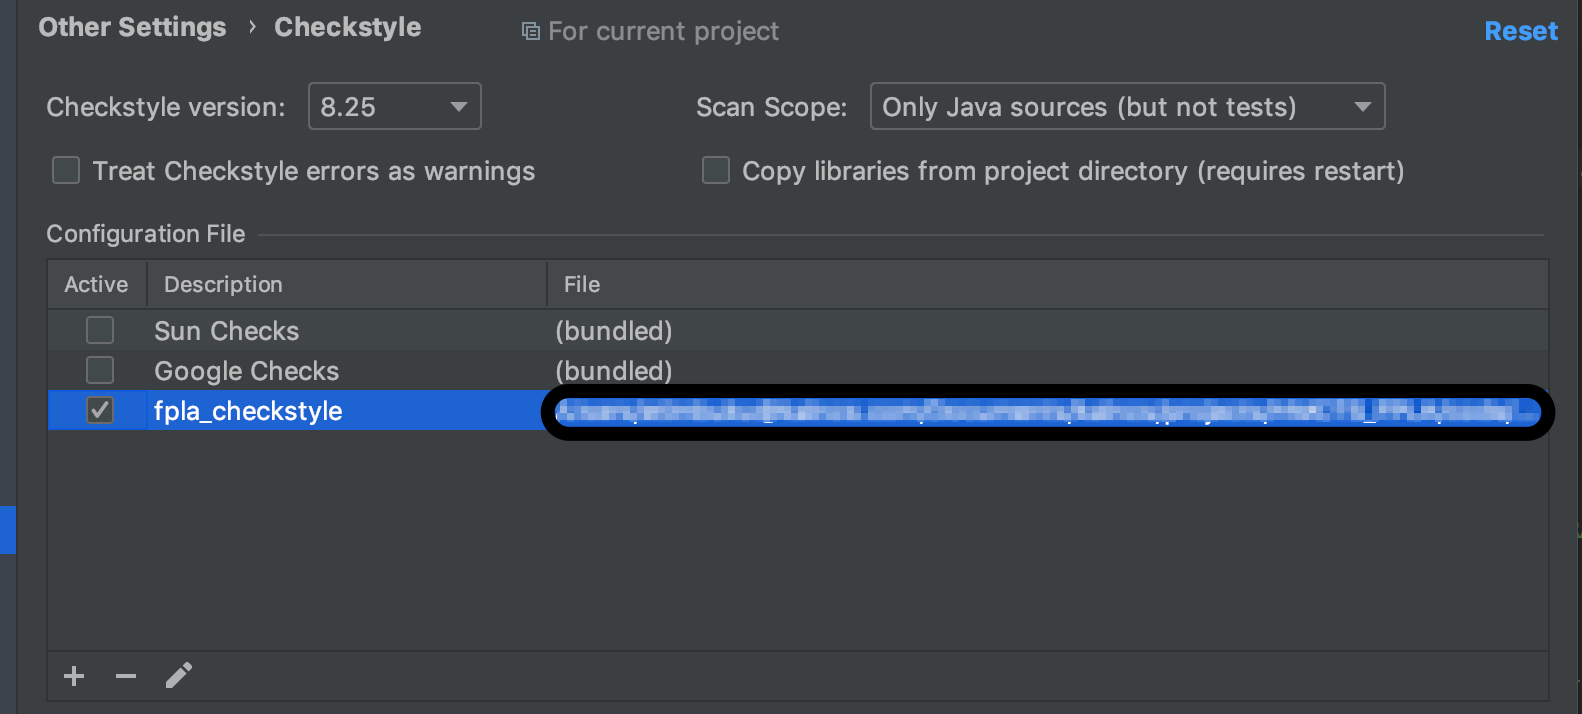 Other Settings › Checkstyle For current project Reset
Checkstyle version: 8.25 Scan Scope: Only Java sources (but not tests)
Treat Checkstyle errors as warnings Copy libraries from project directory (requires restart)
Configuration File
Active Description File
Sun Checks (bundled)
Google Checks (bundled)
fpla_checkstyle